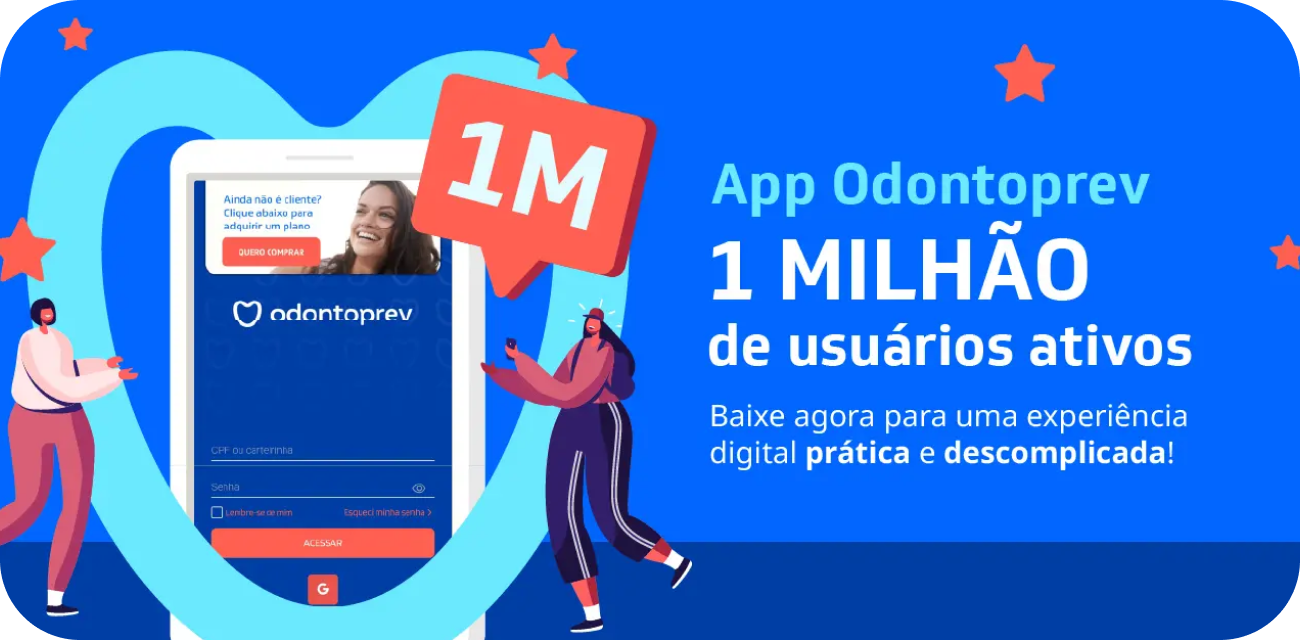 1M
Ainda não é cliente?
Clique abaixo para
adquirir um plano
QUERO COMPRAR
odontoprev
CPF ou carteirinha
Senha
Lembre-se de mim
Esqueci minha senha >
ACESSAR
G
App Odontoprev
1 MILHÃO
de usuários ativos
Baixe agora para uma experiência
digital prática e descomplicada!